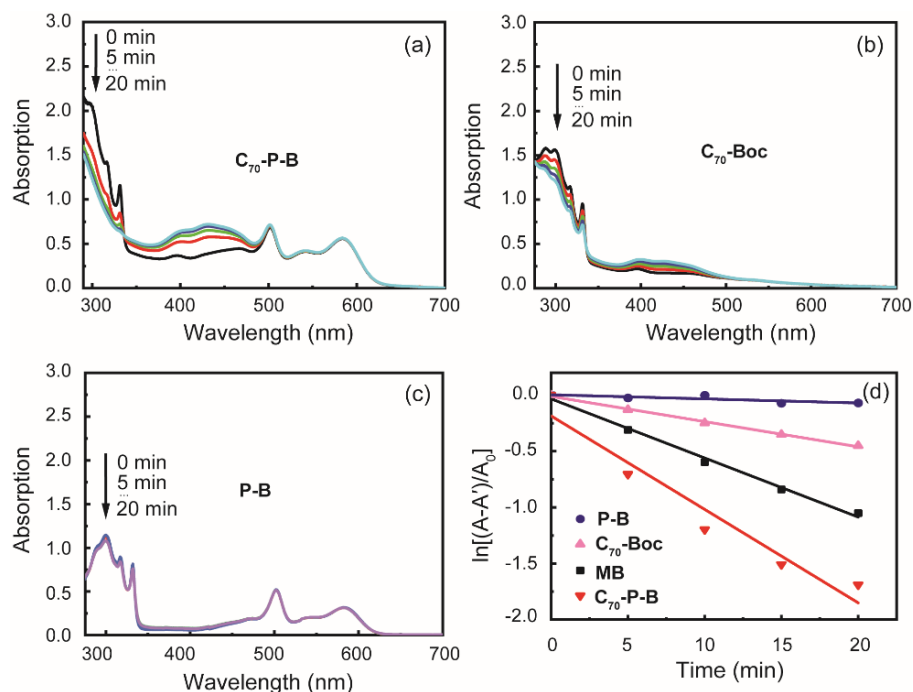 3.0
2.5
2.0
1.5
1.0
0.5
0.0
Absorption
0 min
5 min
...
20 min
(a)
C₇₀-P-B
300 400 500 600 700
Wavelength (nm)
3.0
2.5
2.0
1.5
1.0
0.5
0.0
Absorption
0 min
5 min
...
20 min
(b)
C₇₀-Boc
300 400 500 600 700
Wavelength (nm)
3.0
2.5
2.0
1.5
1.0
0.5
0.0
Absorption
0 min
5 min
...
20 min
(c)
P-B
300 400 500 600 700
Wavelength (nm)
0.0
-0.5
-1.0
-1.5
-2.0
ln[(A-A')/A₀]
(d)
P-B
C₇₀-Boc
MB
C₇₀-P-B
0 5 10 15 20
Time (min)